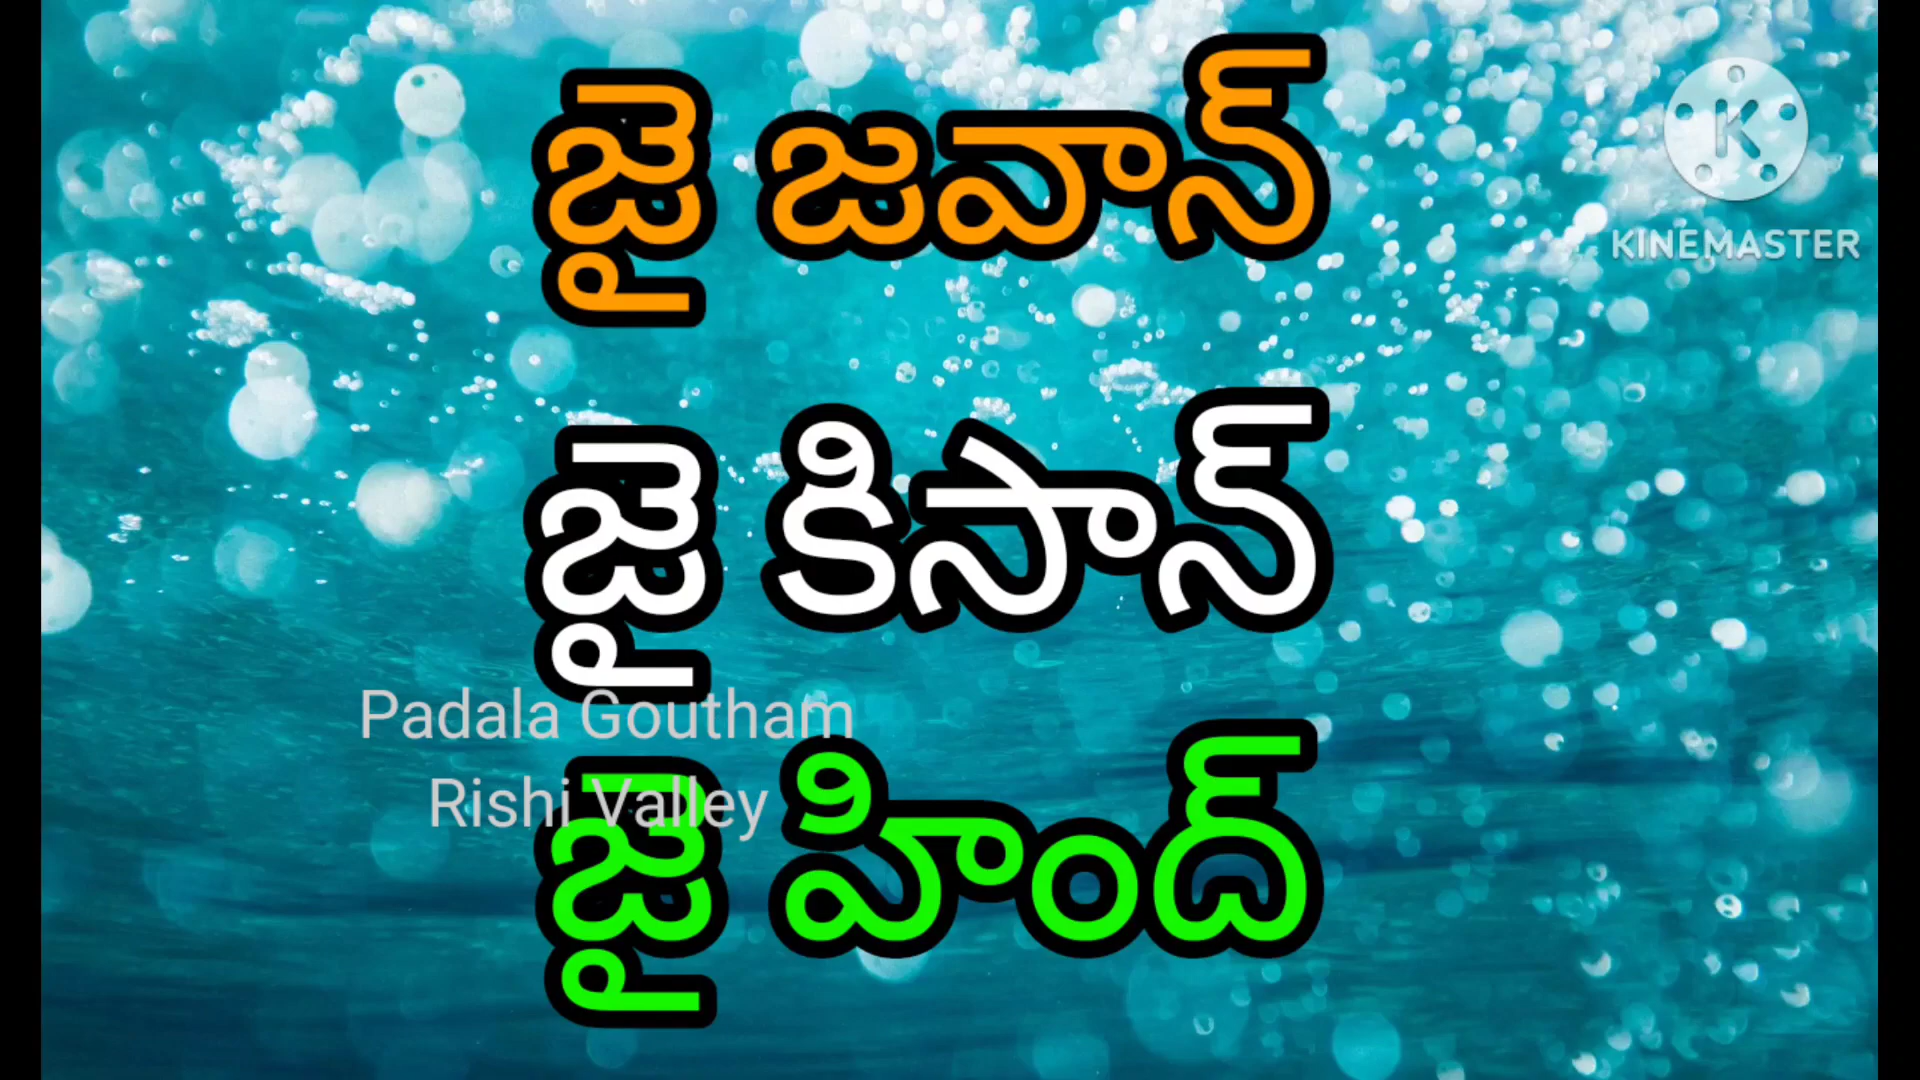 జై జవాన్
KINEMASTER
జై కిసాన్
Padala Goutham
Rishi Valley
జై హింద్